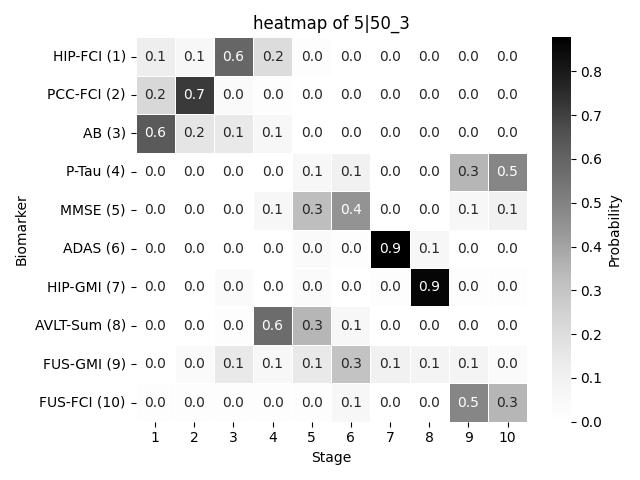 heatmap of 5|50_3
HIP-FCI (1) 0.1 0.1 0.6 0.2 0.0 0.0 0.0 0.0 0.0 0.0
PCC-FCI (2) 0.2 0.7 0.0 0.0 0.0 0.0 0.0 0.0 0.0 0.0
AB (3) 0.6 0.2 0.1 0.1 0.0 0.0 0.0 0.0 0.0 0.0
P-Tau (4) 0.0 0.0 0.0 0.0 0.1 0.1 0.0 0.0 0.3 0.5
MMSE (5) 0.0 0.0 0.0 0.1 0.3 0.4 0.0 0.0 0.1 0.1
ADAS (6) 0.0 0.0 0.0 0.0 0.0 0.0 0.9 0.1 0.0 0.0
HIP-GMI (7) 0.0 0.0 0.0 0.0 0.0 0.0 0.0 0.9 0.0 0.0
AVLT-Sum (8) 0.0 0.0 0.0 0.6 0.3 0.1 0.0 0.0 0.0 0.0
FUS-GMI (9) 0.0 0.0 0.1 0.1 0.1 0.3 0.1 0.1 0.1 0.0
FUS-FCI (10) 0.0 0.0 0.0 0.0 0.0 0.1 0.0 0.0 0.5 0.3
1 2 3 4 5 6 7 8 9 10
Stage
Biomarker
0.8
0.7
0.6
0.5
0.4
0.3
0.2
0.1
0.0
Probability